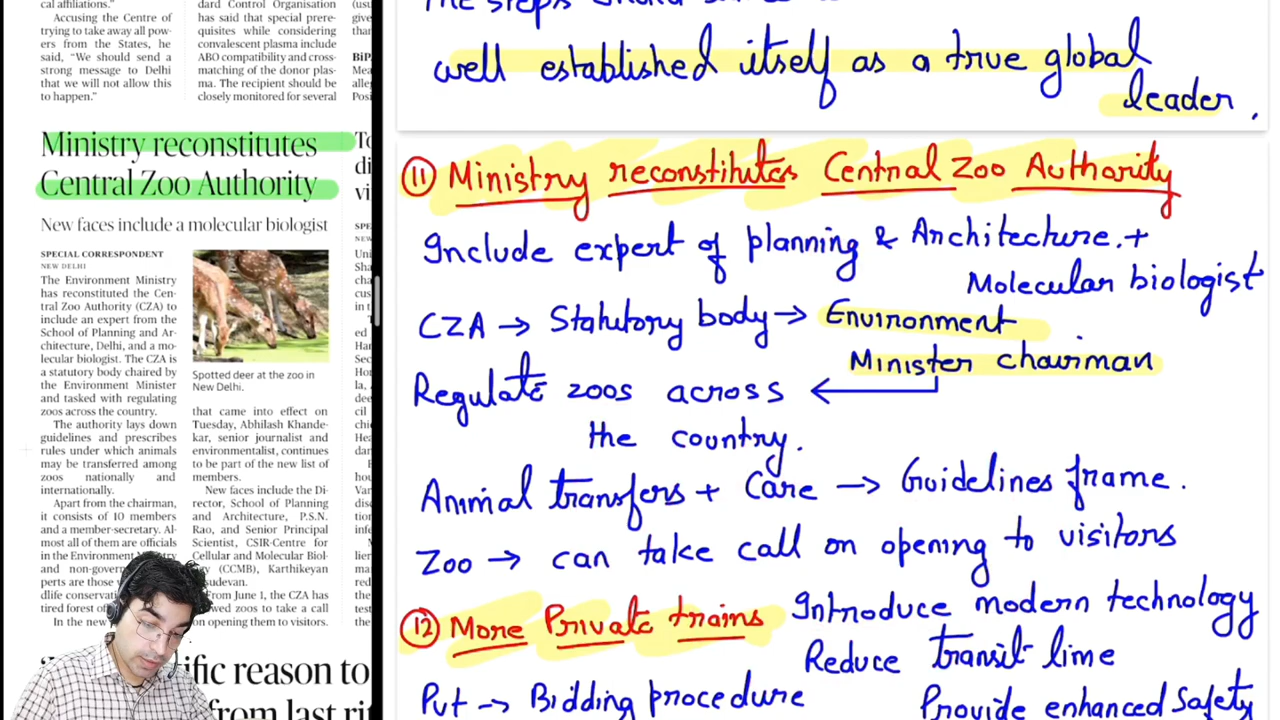 cal affiliations."
Accusing the Centre of
trying to take away all pow-
ers from the States, he
said, "We should send a
strong message to Delhi
that we will not allow this
to happen."
dard Control Organisation
has said that special prere-
quisites while considering
convalescent plasma include
ABO compatibility and cross-
matching of the donor plas-
ma. The recipient should be
closely monitored for several
Ministry reconstitutes
Central Zoo Authority
New faces include a molecular biologist
SPECIAL CORRESPONDENT
NEW DELHI
The Environment Ministry
has reconstituted the Cen-
tral Zoo Authority (CZA) to
include an expert from the
School of Planning and Ar-
chitecture, Delhi, and a mo-
lecular biologist. The CZA is
a statutory body chaired by
the Environment Minister
and tasked with regulating
zoos across the country.
The authority lays down
guidelines and prescribes
rules under which animals
may be transferred among
zoos nationally and
internationally.
Apart from the chairman,
it consists of 10 members
and a member-secretary. Al-
most all of them are officials
in the Environment Ministry
and non-gover
perts are those
dlife conservati
tired forest of
In the new
Spotted deer at the zoo in
New Delhi.
that came into effect on
Tuesday, Abhilash Khande-
kar, senior journalist and
environmentalist, continues
to be part of the new list of
members.
New faces include the Di-
rector, School of Planning
and Architecture, P.S.N.
Rao, and Senior Principal
Scientist, CSIR-Centre for
Cellular and Molecular Biol-
(CCMB), Karthikeyan
sudevan.
From June 1, the CZA has
wed zoos to take a call
on opening them to visitors.
ific reason to
from last rit
well established itself as a true global
leader.
11 Ministry reconstitutes Central Zoo Authority
Include expert of planning & Architecture. +
Molecular biologist
CZA → Statutory body → Environment
Minister chairman
Regulate zoos across ←
the country.
Animal transfers + Care → Guidelines frame.
Zoo → can take call on opening to visitors
12 More Private trains
Introduce modern technology
Reduce transit time
Put → Bidding procedure
Provide enhanced Safety